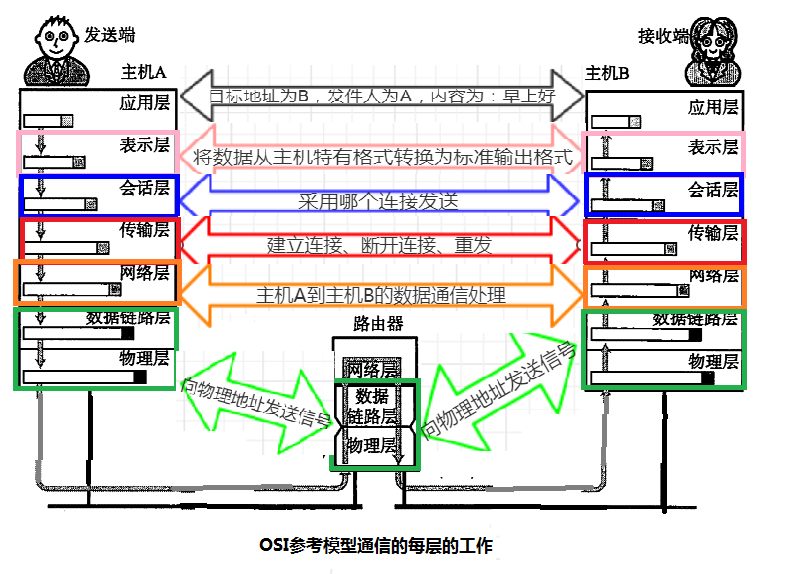 发送端
接收端
主机A
主机B
应用层
目标地址为B，发件人为A，内容为：早上好
应用层
表示层
将数据从主机特有格式转换为标准输出格式
表示层
会话层
采用哪个连接发送
会话层
传输层
建立连接、断开连接、重发
传输层
网络层
主机A到主机B的数据通信处理
网络层
数据链路层
路由器
数据链路层
物理层
向物理地址发送信号
网络层
数据
链路层
物理层
向物理地址发送信号
物理层
OSI参考模型通信的每层的工作